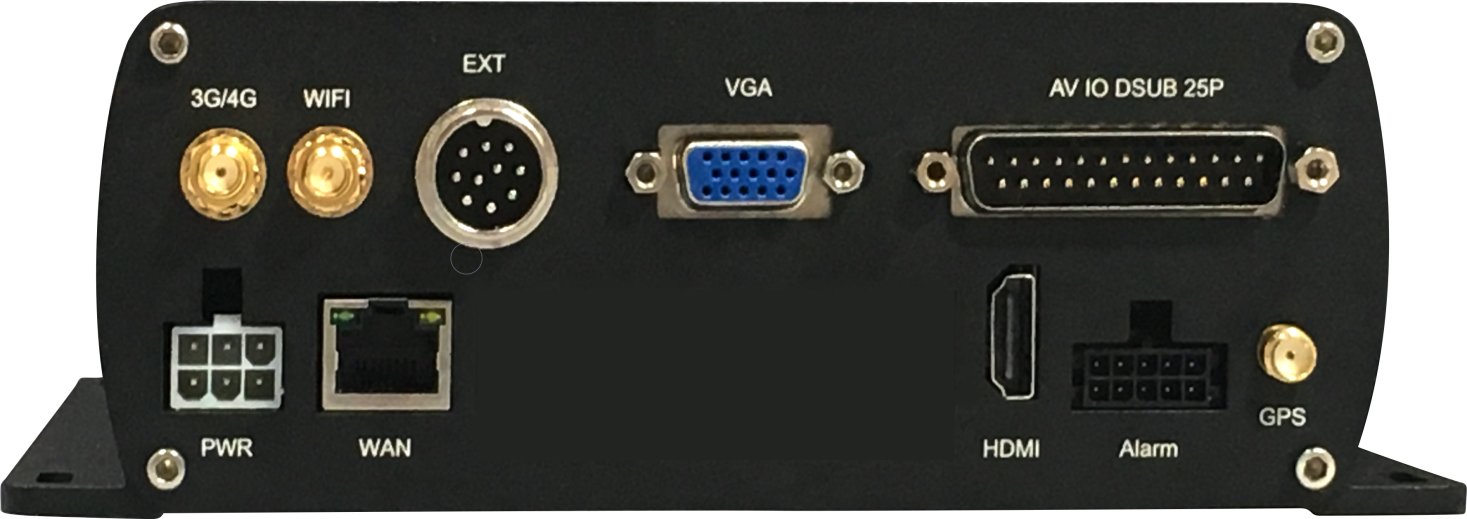 EXT
VGA
3G/4G
WIFI
AV IO DSUB 25P
PWR
WAN
HDMI
Alarm
GPS